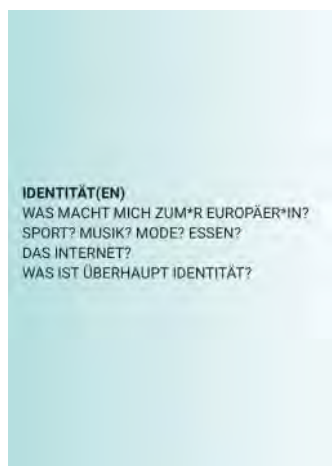 IDENTITÄT(EN)
WAS MACHT MICH ZUM*R EUROPÄER*IN?
SPORT? MUSIK? MODE? ESSEN?
DAS INTERNET?
WAS IST ÜBERHAUPT IDENTITÄT?